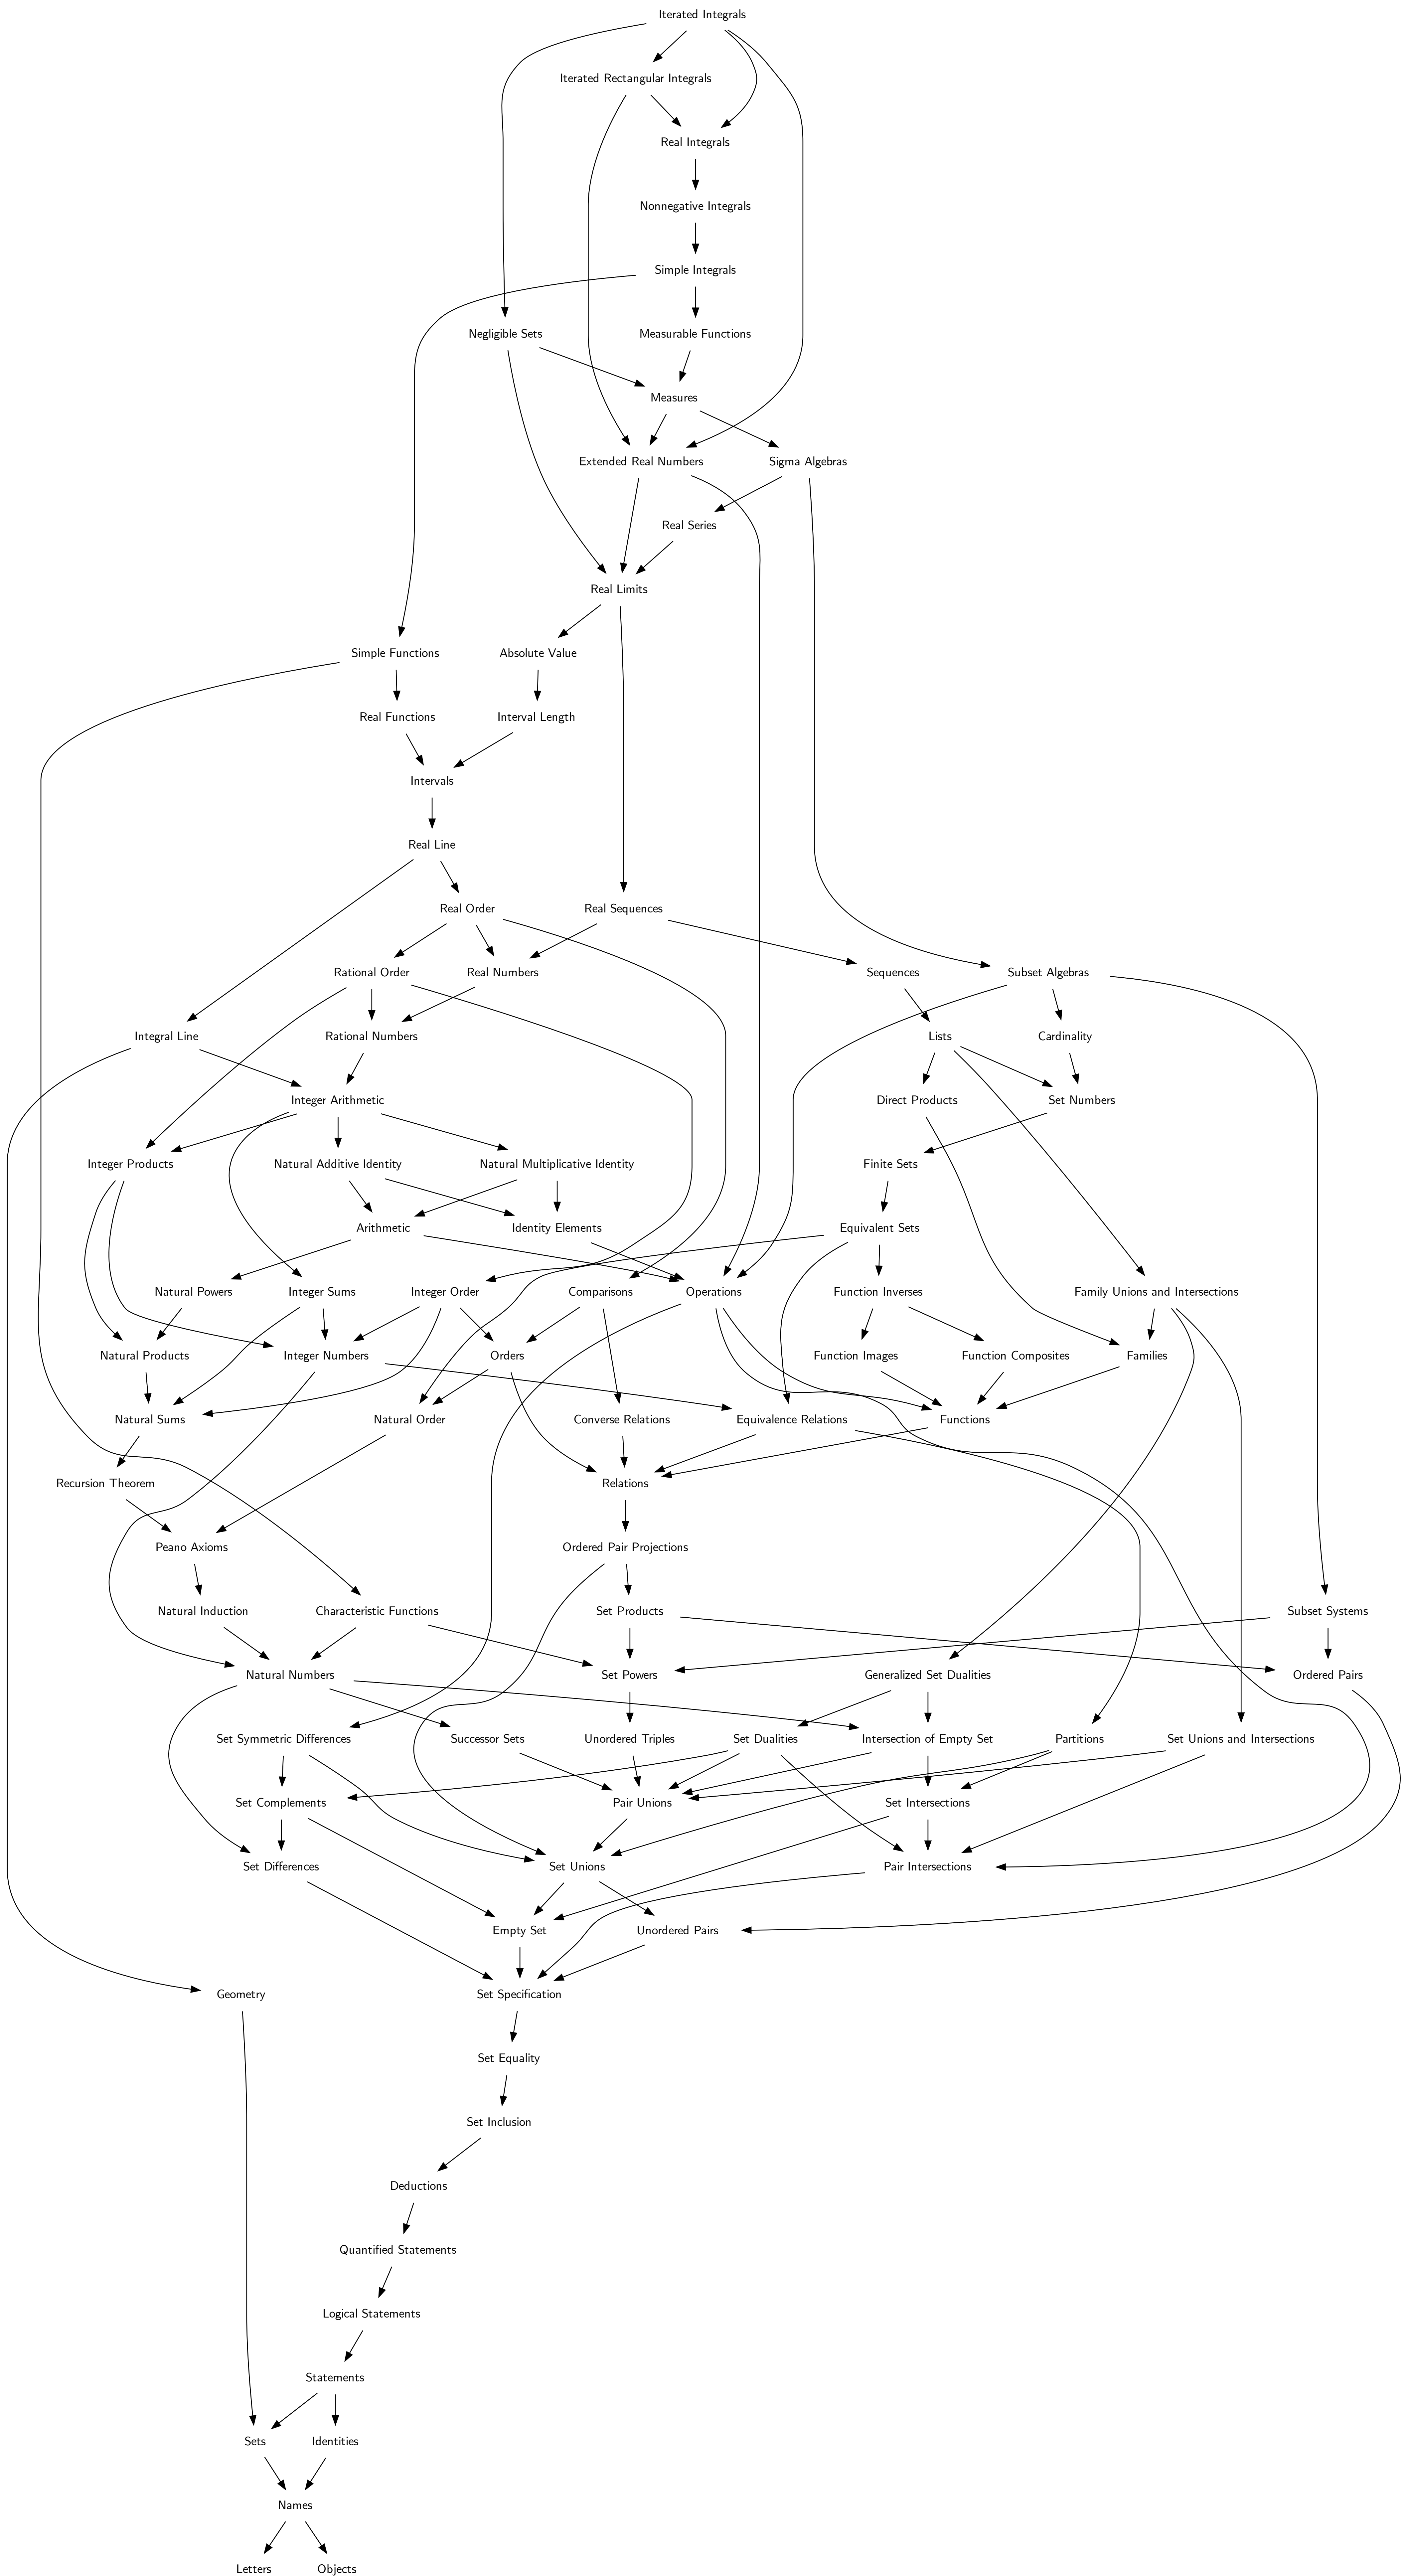 Iterated Integrals
Iterated Rectangular Integrals
Real Integrals
Nonnegative Integrals
Simple Integrals
Negligible Sets
Measurable Functions
Measures
Extended Real Numbers
Sigma Algebras
Real Series
Real Limits
Simple Functions
Absolute Value
Real Functions
Interval Length
Intervals
Real Line
Real Order
Real Sequences
Rational Order
Real Numbers
Sequences
Subset Algebras
Integral Line
Rational Numbers
Lists
Cardinality
Integer Arithmetic
Direct Products
Set Numbers
Integer Products
Natural Additive Identity
Natural Multiplicative Identity
Finite Sets
Arithmetic
Identity Elements
Equivalent Sets
Natural Powers
Integer Sums
Integer Order
Comparisons
Operations
Function Inverses
Family Unions and Intersections
Natural Products
Integer Numbers
Orders
Function Images
Function Composites
Families
Natural Sums
Natural Order
Converse Relations
Equivalence Relations
Functions
Recursion Theorem
Relations
Peano Axioms
Ordered Pair Projections
Natural Induction
Characteristic Functions
Set Products
Subset Systems
Natural Numbers
Set Powers
Generalized Set Dualities
Ordered Pairs
Set Symmetric Differences
Successor Sets
Unordered Triples
Set Dualities
Intersection of Empty Set
Partitions
Set Unions and Intersections
Set Complements
Pair Unions
Set Intersections
Set Differences
Set Unions
Pair Intersections
Empty Set
Unordered Pairs
Geometry
Set Specification
Set Equality
Set Inclusion
Deductions
Quantified Statements
Logical Statements
Statements
Sets
Identities
Names
Letters
Objects